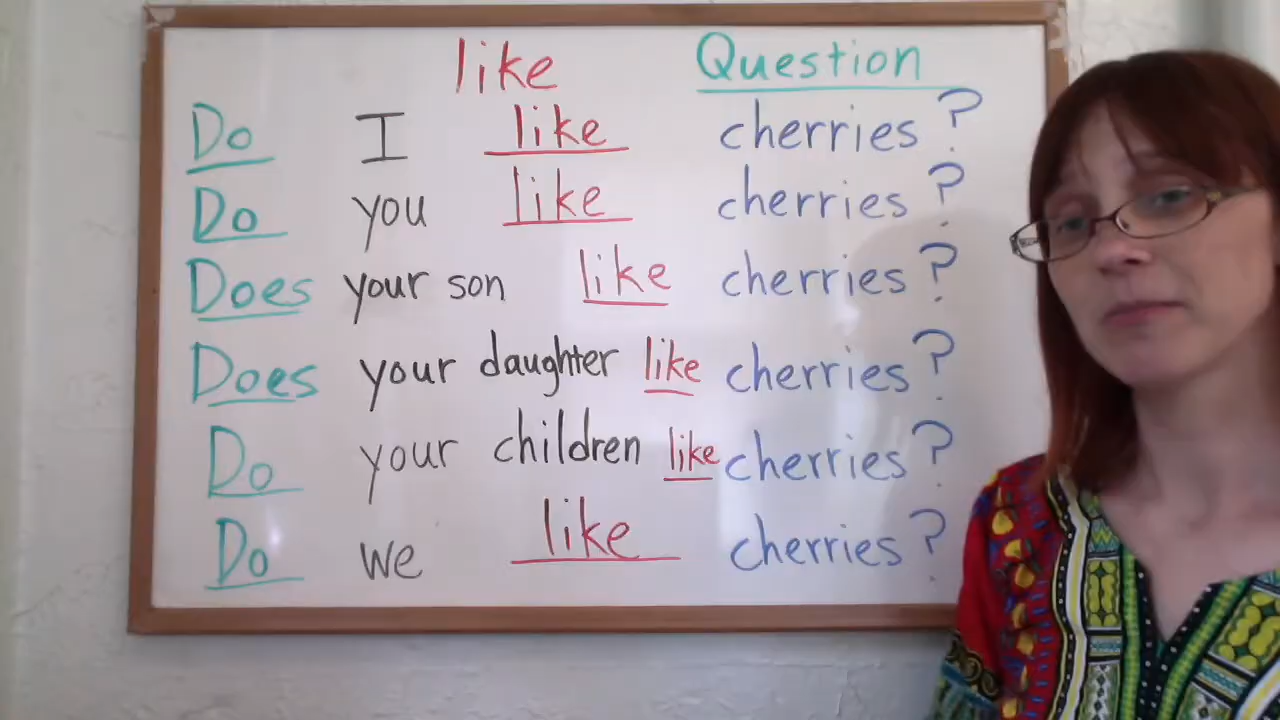 like Question
Do I like cherries?
Do you like cherries?
Does your son like cherries?
Does your daughter like cherries?
Do your children like cherries?
Do we like cherries?